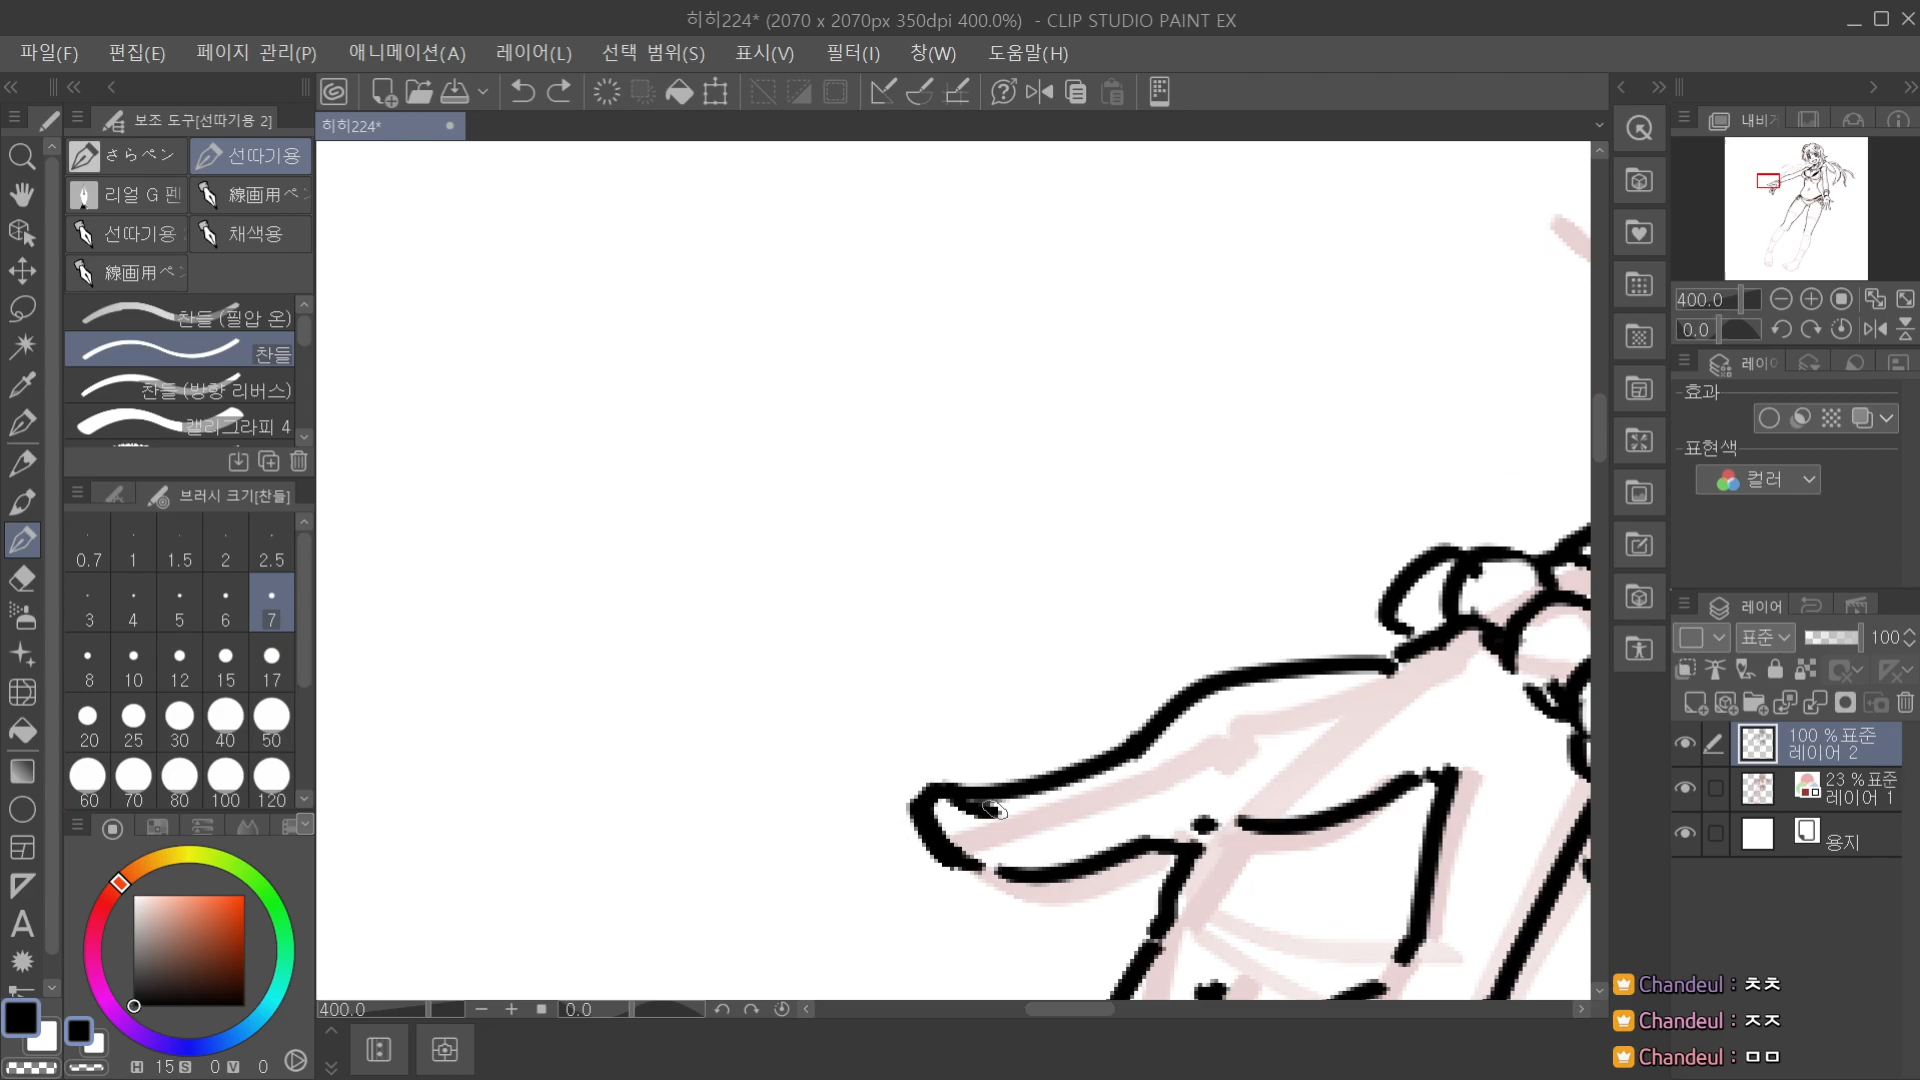 히히224* (2070 x 2070px 350dpi 400.0%) - CLIP STUDIO PAINT EX
파일(F) 편집(E) 페이지 관리(P) 애니메이션(A) 레이어(L) 선택 범위(S) 표시(V) 필터(I) 창(W) 도움말(H)
보조 도구[선따기용 2]
히히224*
さらペン 선따기용
리얼 G 펜 線画用ペ
선따기용 채색용
線画用ペン
찬들 (필압 온)
찬들
찬들 (방향 리버스)
캘리그라피 4
브러시 크기[찬들]
0.7 1 1.5 2 2.5
3 4 5 6 7
8 10 12 15 17
20 25 30 40 50
60 70 80 100 120
H 15 S 0 V 0
400.0 0.0
400.0
0.0
효과
표현색
컬러
레이어
표준 100
100 %표준
레이어 2
23 %표준
레이어 1
용지
Chandeul : ㅊㅊ
Chandeul : ㅈㅈ
Chandeul : ㅁㅁ